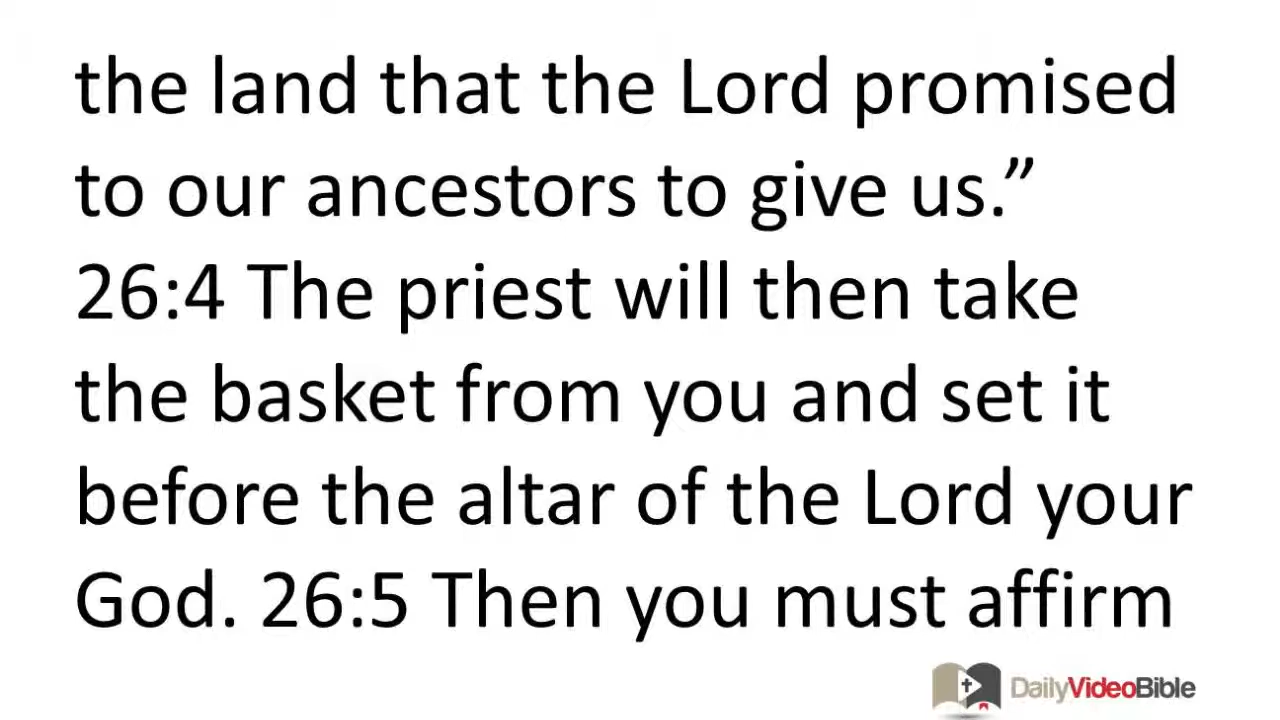 the land that the Lord promised
to our ancestors to give us.”
26:4 The priest will then take
the basket from you and set it
before the altar of the Lord your
God. 26:5 Then you must affirm
DailyVideoBible